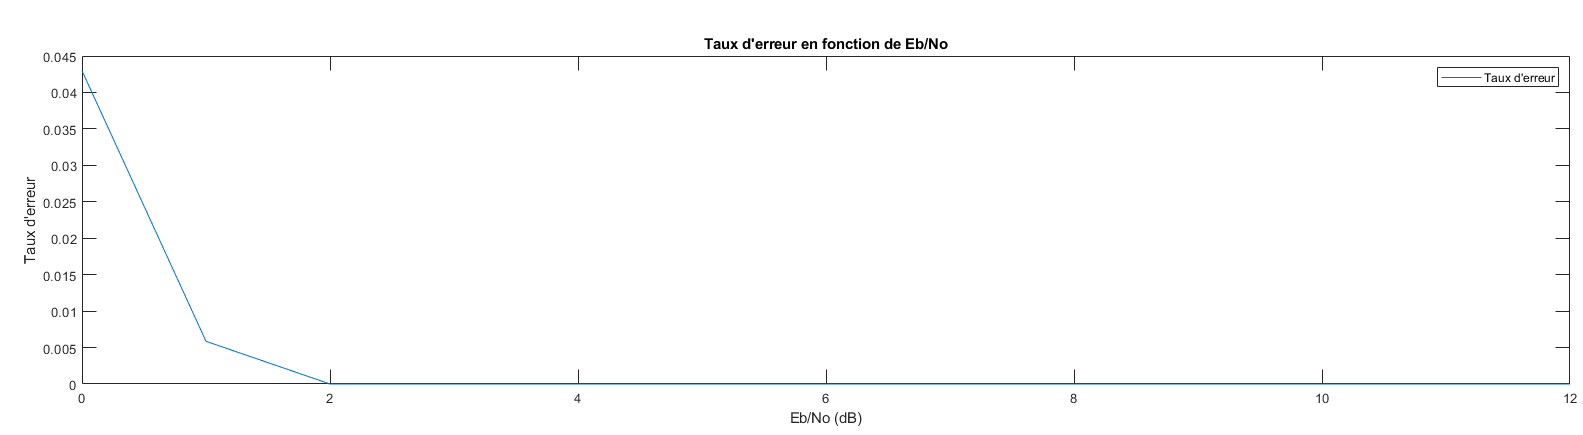 Taux d'erreur en fonction de Eb/No
Taux d'erreur
0.045
0.04
0.035
0.03
0.025
0.02
0.015
0.01
0.005
0
Taux d'erreur
0 2 4 6 8 10 12
Eb/No (dB)